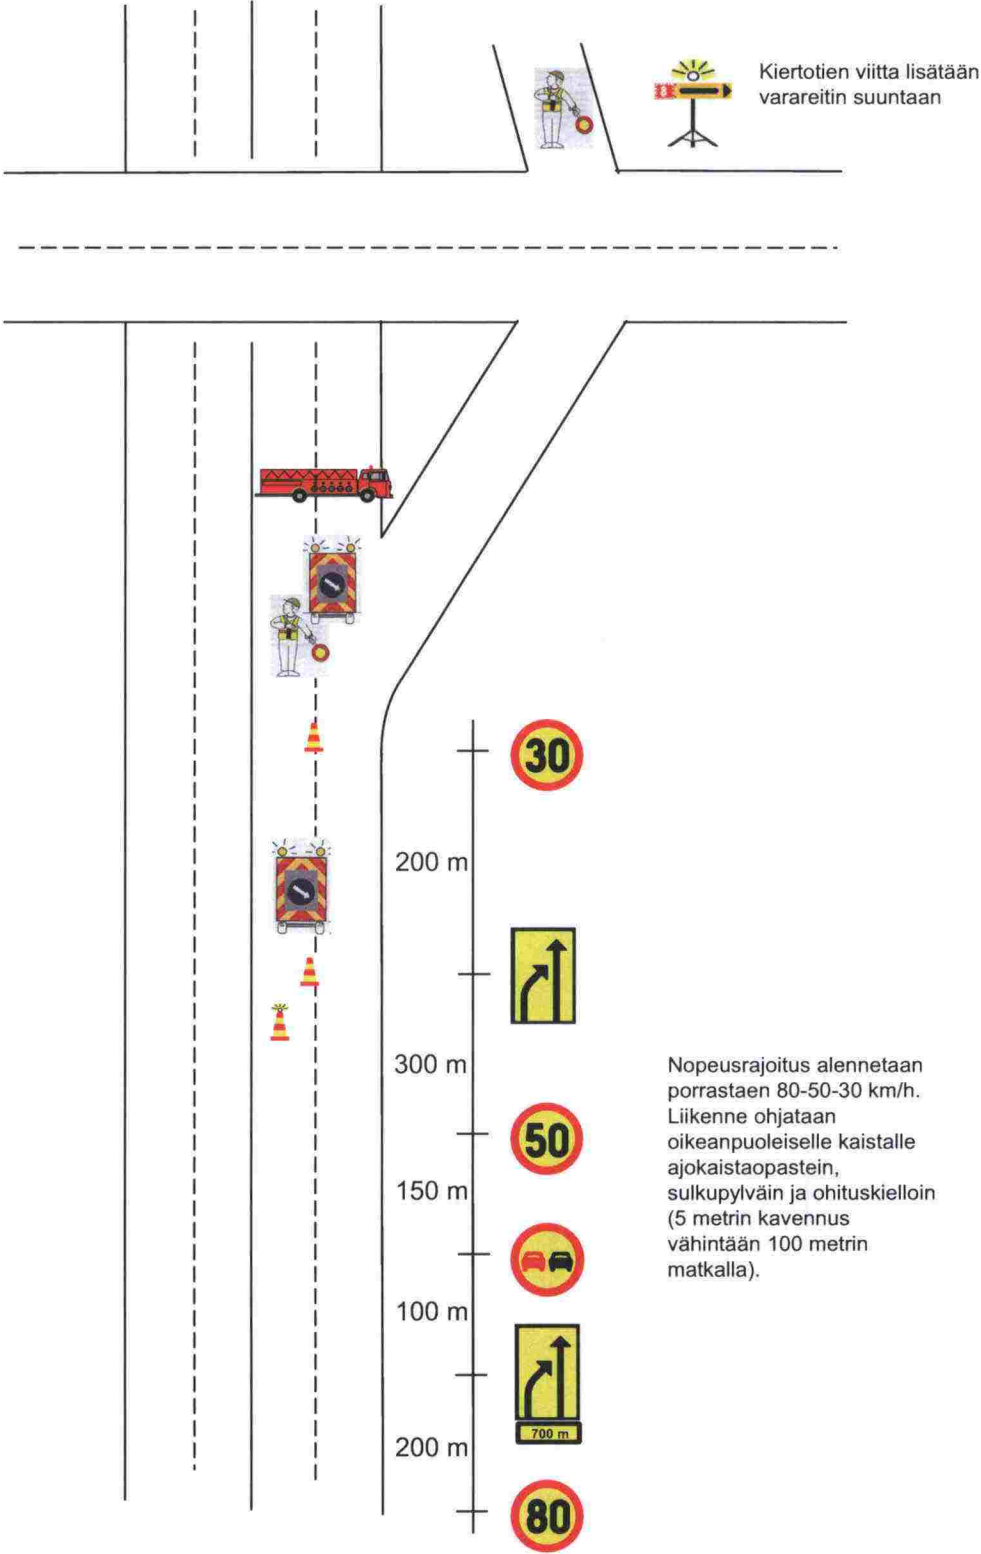 Kiertotien viitta lisätään
varareitin suuntaan
8
30
200 m
300 m
50
150 m
100 m
700 m
200 m
80
Nopeusrajoitus alennetaan
porrastaen 80-50-30 km/h.
Liikenne ohjataan
oikeanpuoleiselle kaistalle
ajokaistaopastein,
sulkupylväin ja ohituskielloin
(5 metrin kavennus
vähintään 100 metrin
matkalla).